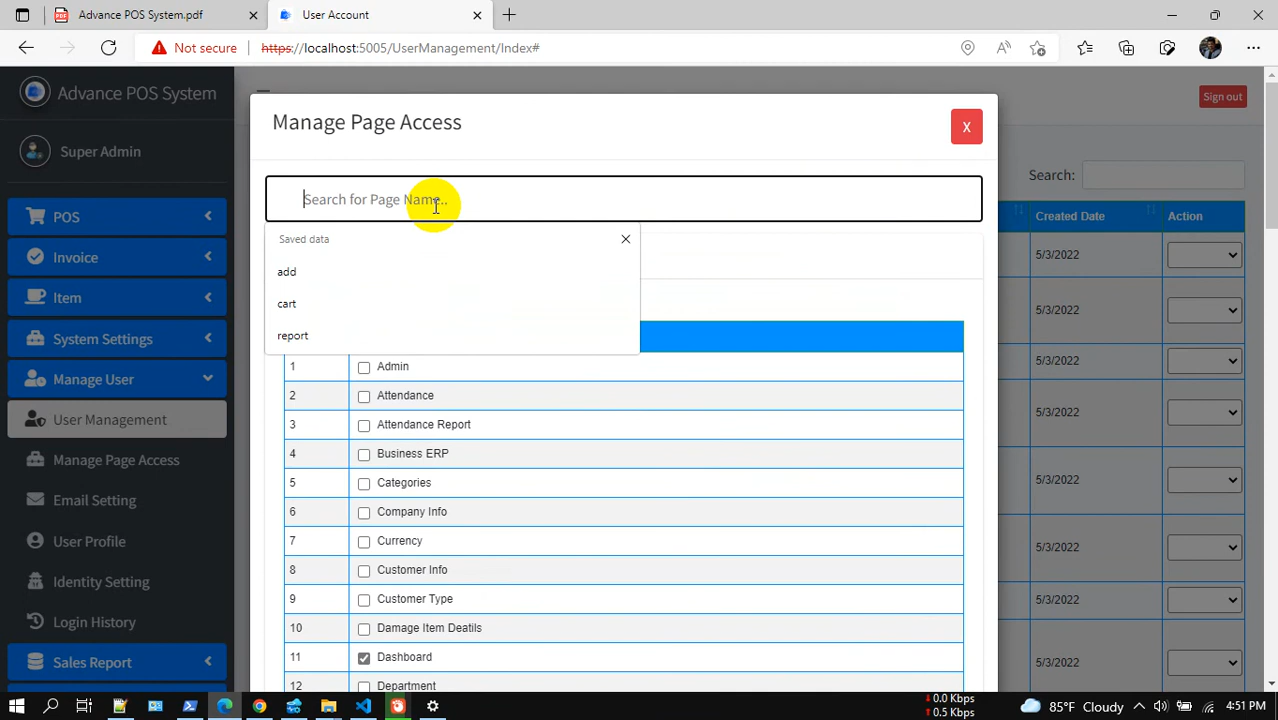 Advance POS System.pdf
User Account
Not secure
https://localhost:5005/UserManagement/Index#
Advance POS System
Sign out
Manage Page Access
X
Super Admin
Search:
Search for Page Name..
POS
Created Date
Action
Saved data
Invoice
5/3/2022
add
Item
cart
5/3/2022
System Settings
report
5/3/2022
1 Admin
Manage User
2 Attendance
5/3/2022
User Management
3 Attendance Report
4 Business ERP
Manage Page Access
5 Categories
5/3/2022
Email Setting
6 Company Info
User Profile
7 Currency
5/3/2022
8 Customer Info
Identity Setting
9 Customer Type
5/3/2022
Login History
10 Damage Item Deatils
11 Dashboard
Sales Report
5/3/2022
12 Department
0.0 Kbps
0.5 Kbps
85°F Cloudy
4:51 PM